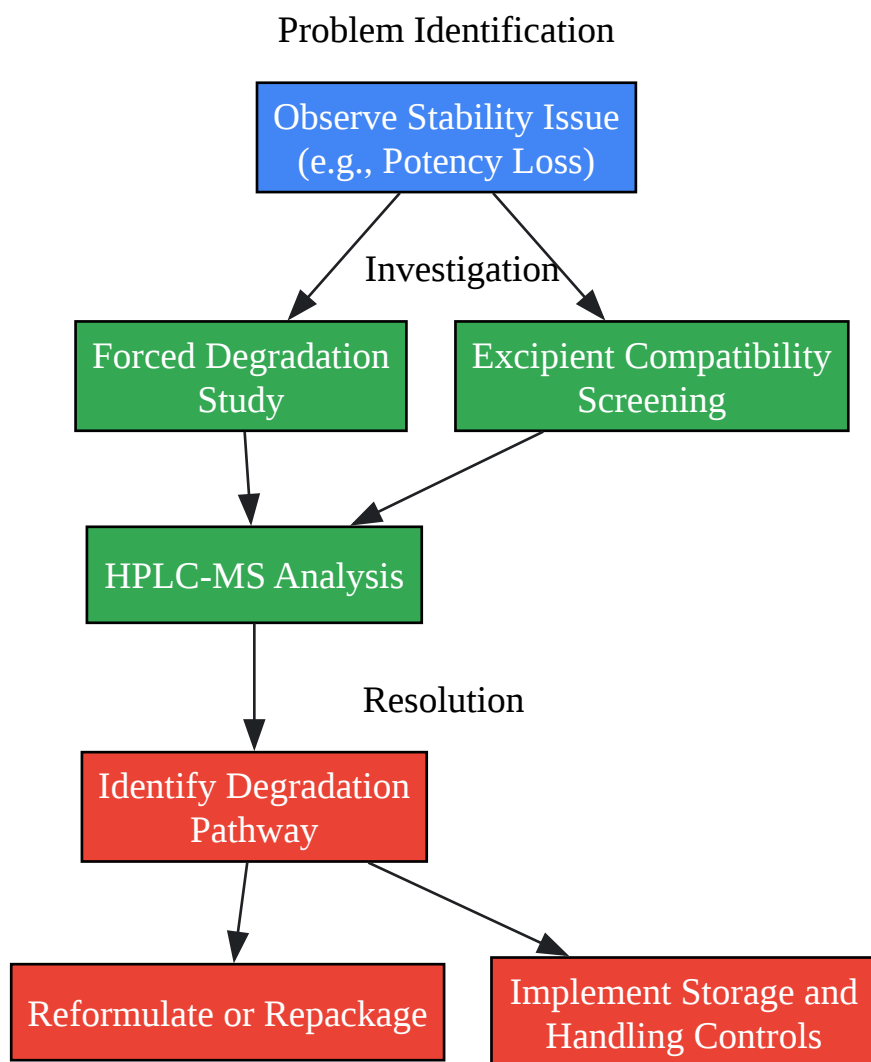 Problem Identification
Observe Stability Issue
(e.g., Potency Loss)
Investigation
Forced Degradation
Study
Excipient Compatibility
Screening
HPLC-MS Analysis
Resolution
Identify Degradation
Pathway
Reformulate or Repackage
Implement Storage and
Handling Controls